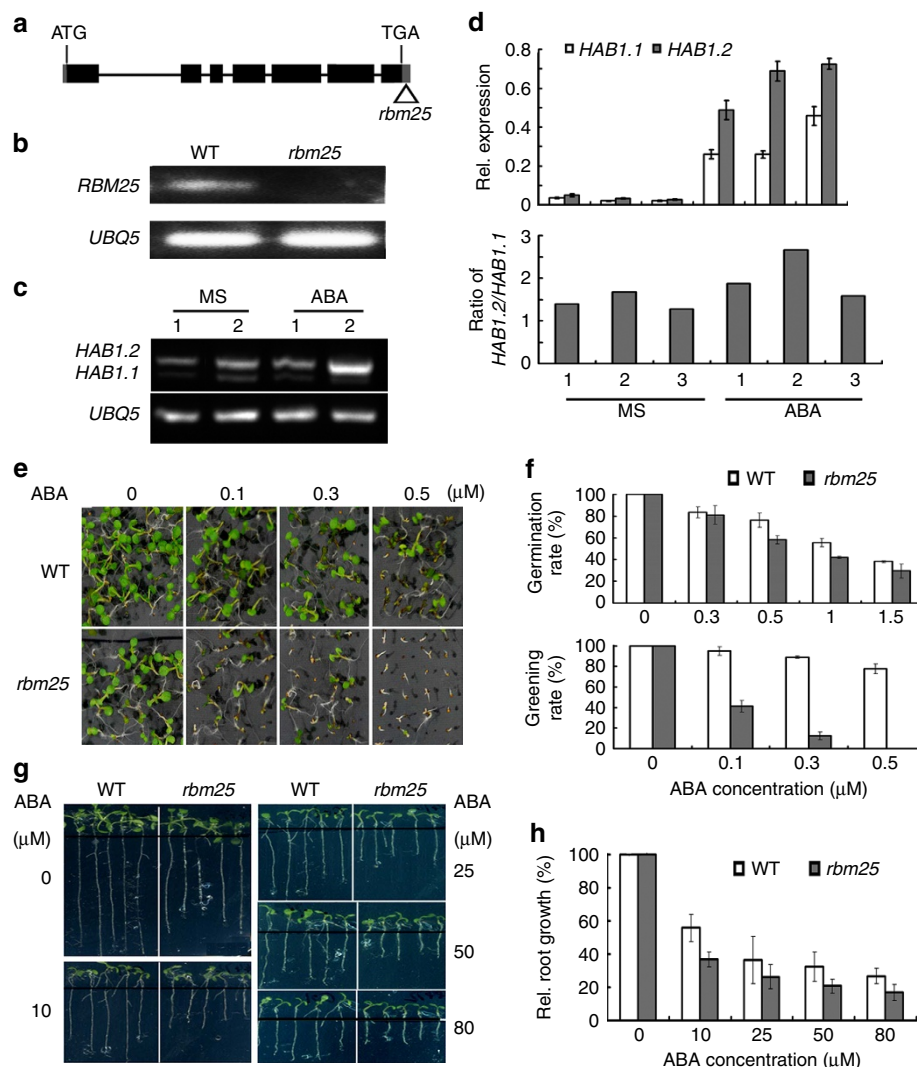 a
ATG TGA
rbm25
b
WT rbm25
RBM25
UBQ5
c
MS ABA
1 2 1 2
HAB1.2
HAB1.1
UBQ5
d
HAB1.1 HAB1.2
Rel. expression
0.8
0.6
0.4
0.2
0
Ratio of
HAB1.2/HAB1.1
3
2
1
0
1 2 3 1 2 3
MS ABA
e
ABA 0 0.1 0.3 0.5 (μM)
WT
rbm25
f
WT rbm25
Germination
rate (%)
100
80
60
40
20
0
0 0.3 0.5 1 1.5
Greening
rate (%)
100
80
60
40
20
0
0 0.1 0.3 0.5
ABA concentration (μM)
g
ABA WT rbm25 WT rbm25 ABA
(μM) (μM)
0
10
25
50
80
h
WT rbm25
Rel. root growth (%)
100
80
60
40
20
0
0 10 25 50 80
ABA concentration (μM)